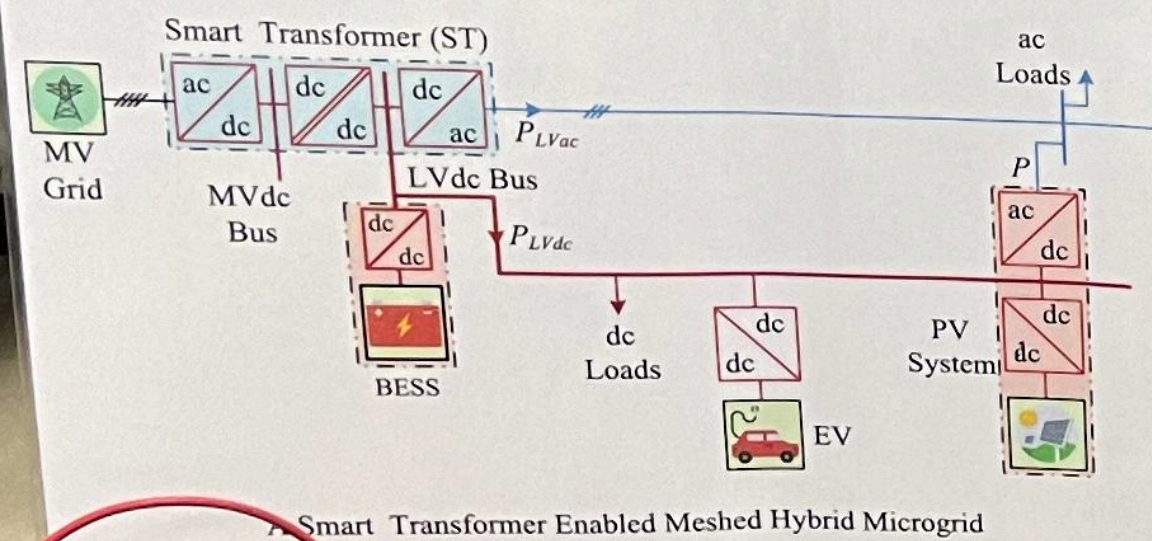 Smart Transformer (ST)
ac
Loads
ac
dc
dc
dc
dc
ac
P_LVac
MV
Grid
MVdc
Bus
LVdc Bus
P
dc
dc
P_LVdc
ac
dc
BESS
dc
Loads
dc
dc
EV
PV
System
dc
dc
A Smart Transformer Enabled Meshed Hybrid Microgrid